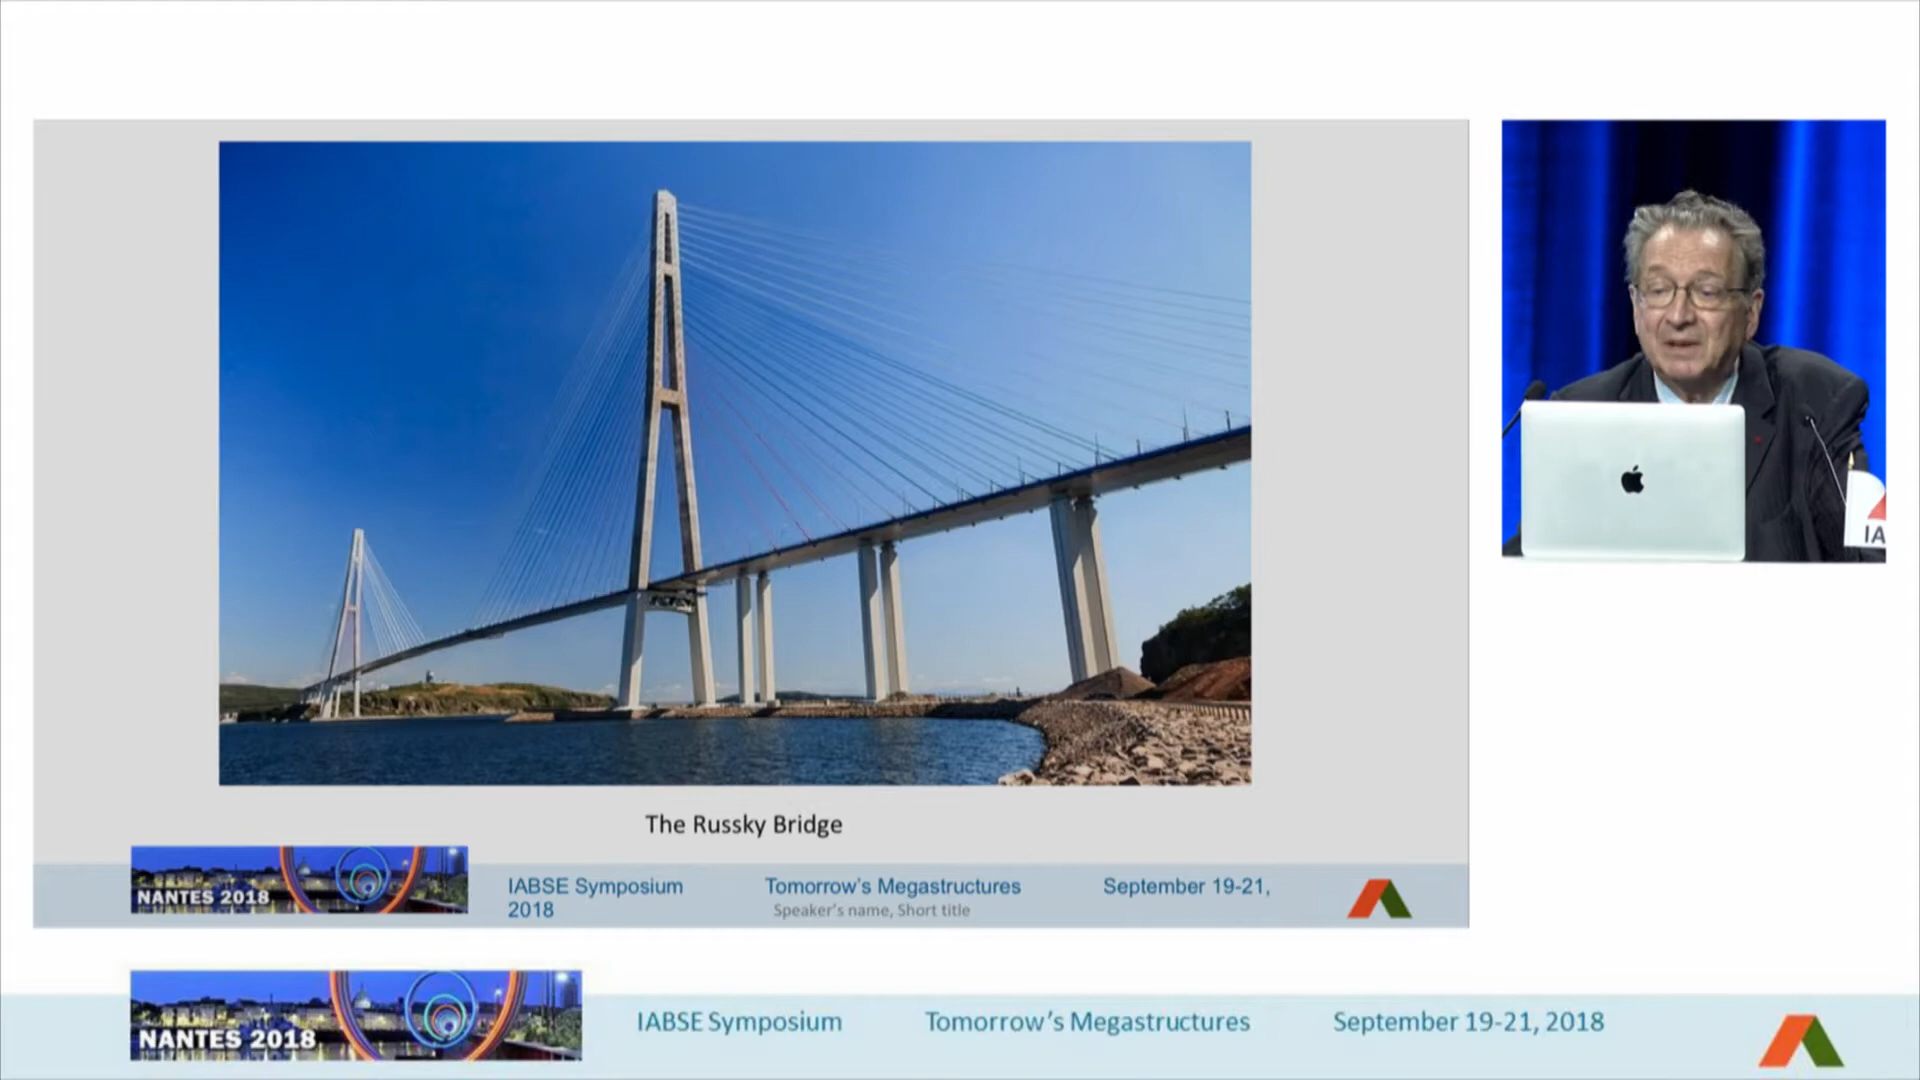 The Russky Bridge
NANTES 2018
IABSE Symposium Tomorrow's Megastructures September 19-21,
2018 Speaker's name, Short title
IA
NANTES 2018
IABSE Symposium Tomorrow's Megastructures September 19-21, 2018